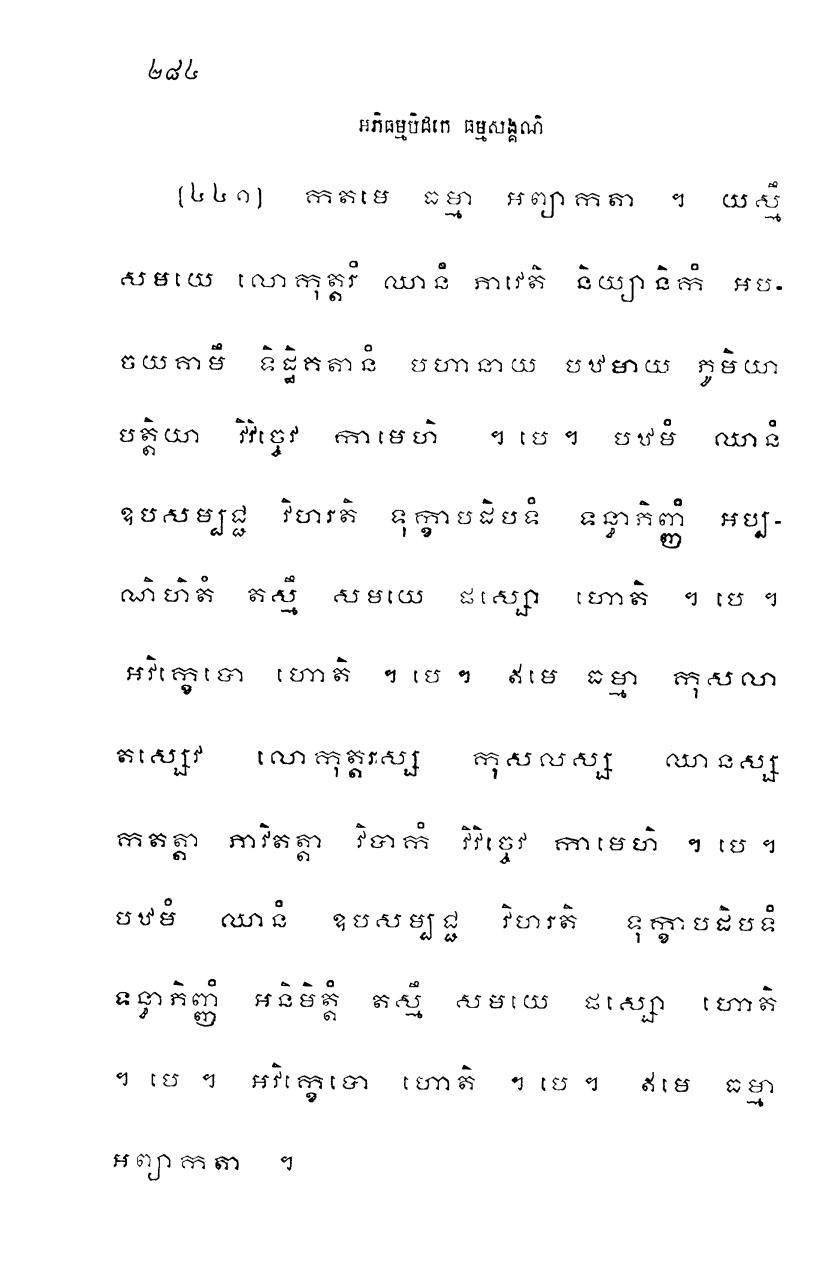 ២៨៤
អភិធម្មបិដកេ ធម្មសង្គណិ
[៤៤១] កតមេ ធម្មា អព្យាកតា ។ យស្មឹ
សមយេ លោកុត្តរំ ឈានំ ភាវេតិ និយ្យានិកំ អប-
ចយគាមឹ ទិដ្ឋិគតានំ បហានាយ បឋមាយ ភូមិយា
បត្តិយា វិវិច្ចេវ កាមេហិ ។ បេ ។ បឋមំ ឈានំ
ឧបសម្បជ្ជ វិហរតិ ទុក្ខាបដិបទំ ទន្ធាភិញ្ញំ អប្ប-
ណិហិតំ តស្មឹ សមយេ ផស្សោ ហោតិ ។ បេ ។
អវិក្ខេបោ ហោតិ ។ បេ ។ ឥមេ ធម្មា កុសលា
តស្សេវ លោកុត្តរស្ស កុសលស្ស ឈានស្ស
កតត្តា ភាវិតត្តា វិបាកំ វិវិច្ចេវ កាមេហិ ។ បេ ។
បឋមំ ឈានំ ឧបសម្បជ្ជ វិហរតិ ទុក្ខាបដិបទំ
ទន្ធាភិញ្ញំ អនិមិត្តំ តស្មឹ សមយេ ផស្សោ ហោតិ
។ បេ ។ អវិក្ខេបោ ហោតិ ។ បេ ។ ឥមេ ធម្មា
អព្យាកតា ។